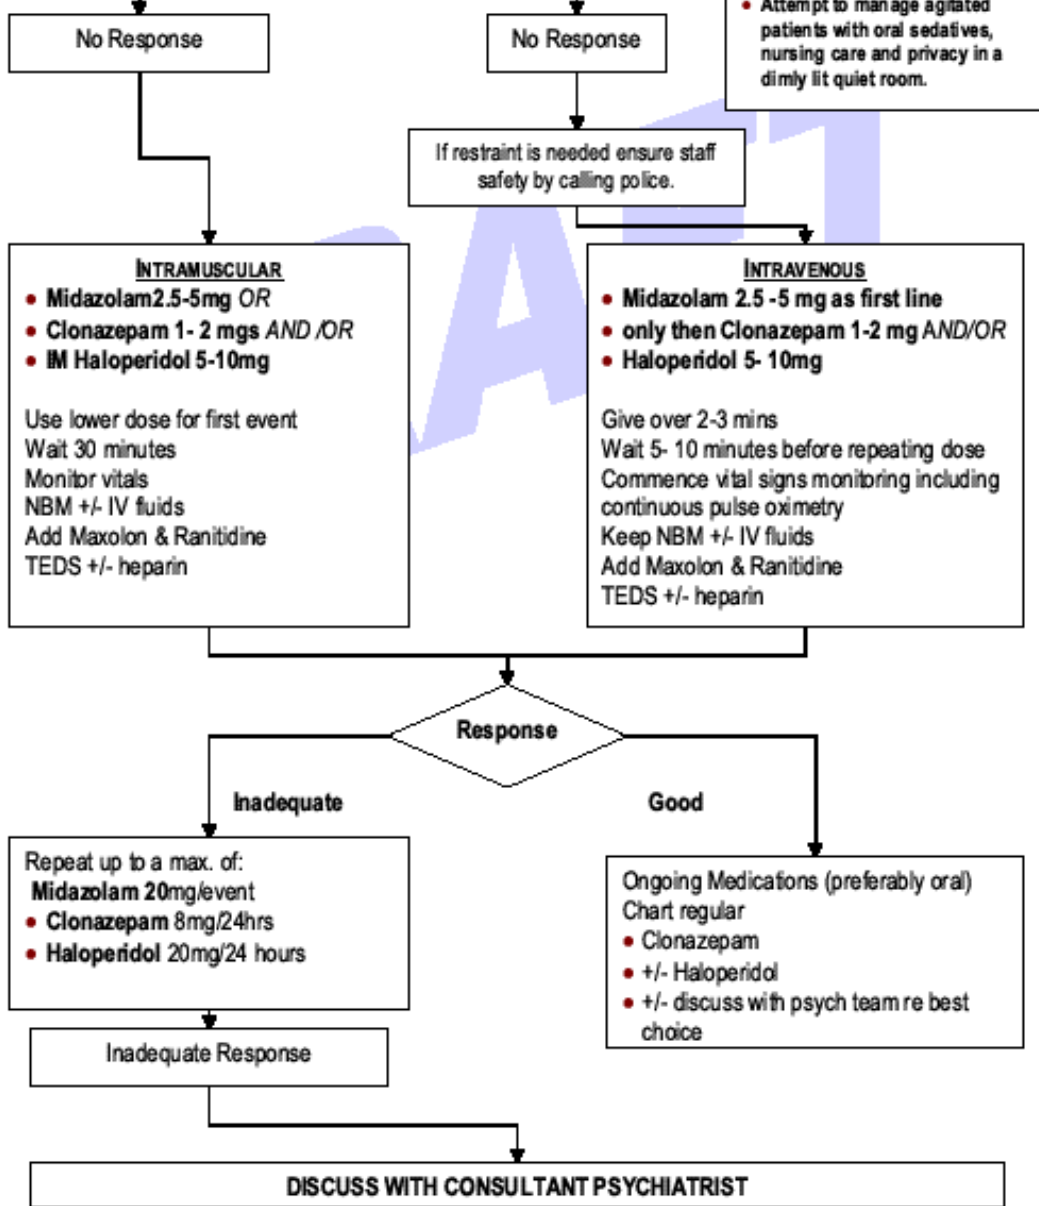 Attempt to manage agitated
patients with oral sedatives,
nursing care and privacy in a
dimly lit quiet room.
No Response
No Response
If restraint is needed ensure staff
safety by calling police.
INTRAMUSCULAR
• Midazolam2.5-5mg OR
• Clonazepam 1- 2 mgs AND /OR
• IM Haloperidol 5-10mg
Use lower dose for first event
Wait 30 minutes
Monitor vitals
NBM +/- IV fluids
Add Maxolon & Ranitidine
TEDS +/- heparin
INTRAVENOUS
• Midazolam 2.5 -5 mg as first line
• only then Clonazepam 1-2 mg AND/OR
• Haloperidol 5- 10mg
Give over 2-3 mins
Wait 5- 10 minutes before repeating dose
Commence vital signs monitoring including
continuous pulse oximetry
Keep NBM +/- IV fluids
Add Maxolon & Ranitidine
TEDS +/- heparin
Response
Inadequate
Good
Repeat up to a max. of:
Midazolam 20mg/event
• Clonazepam 8mg/24hrs
• Haloperidol 20mg/24 hours
Ongoing Medications (preferably oral)
Chart regular
• Clonazepam
• +/- Haloperidol
• +/- discuss with psych team re best
choice
Inadequate Response
DISCUSS WITH CONSULTANT PSYCHIATRIST